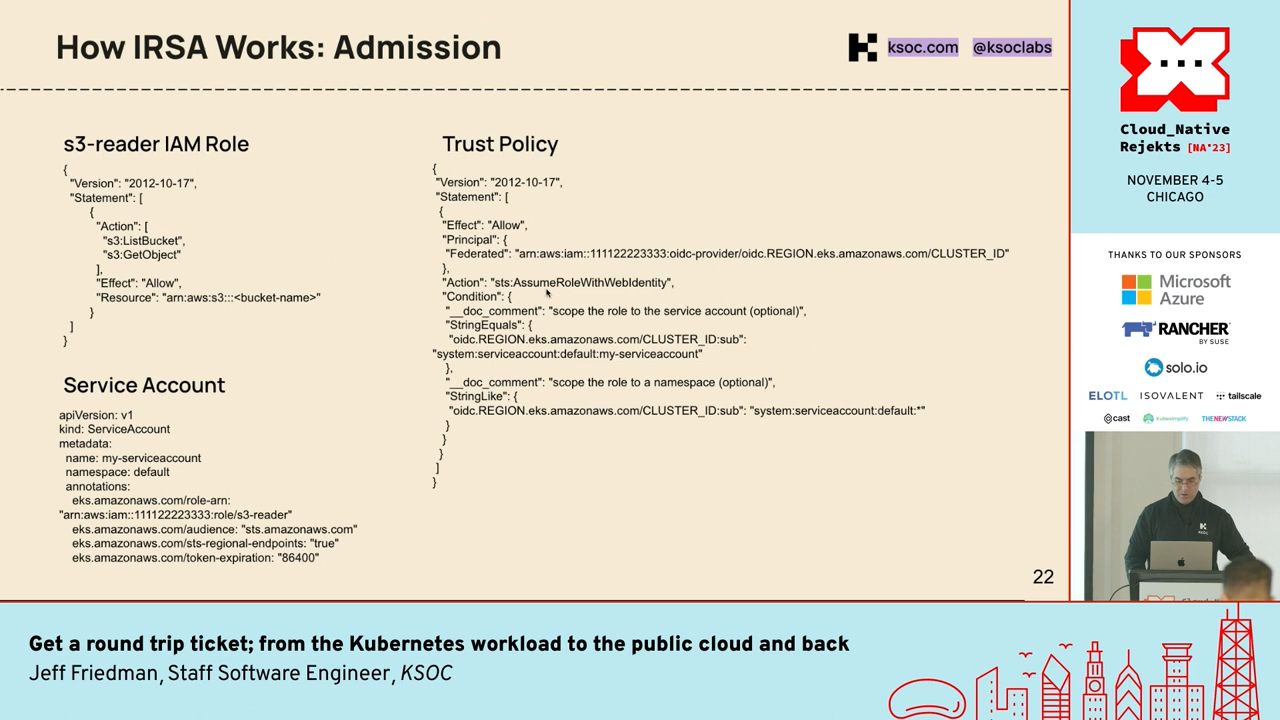 How IRSA Works: Admission
ksoc.com @ksoclabs
s3-reader IAM Role
{
"Version": "2012-10-17",
"Statement": [
{
"Action": [
"s3:ListBucket",
"s3:GetObject"
],
"Effect": "Allow",
"Resource": "arn:aws:s3:::<bucket-name>"
}
]
}
Service Account
apiVersion: v1
kind: ServiceAccount
metadata:
name: my-serviceaccount
namespace: default
annotations:
eks.amazonaws.com/role-arn:
"arn:aws:iam::111122223333:role/s3-reader"
eks.amazonaws.com/audience: "sts.amazonaws.com"
eks.amazonaws.com/sts-regional-endpoints: "true"
eks.amazonaws.com/token-expiration: "86400"
Trust Policy
{
"Version": "2012-10-17",
"Statement": [
{
"Effect": "Allow",
"Principal": {
"Federated": "arn:aws:iam::111122223333:oidc-provider/oidc.REGION.eks.amazonaws.com/CLUSTER_ID"
},
"Action": "sts:AssumeRoleWithWebIdentity",
"Condition": {
"__doc_comment": "scope the role to the service account (optional)",
"StringEquals": {
"oidc.REGION.eks.amazonaws.com/CLUSTER_ID:sub":
"system:serviceaccount:default:my-serviceaccount"
},
"__doc_comment": "scope the role to a namespace (optional)",
"StringLike": {
"oidc.REGION.eks.amazonaws.com/CLUSTER_ID:sub": "system:serviceaccount:default:*"
}
}
}
]
}
22
Cloud_Native
Rejekts [NA'23]
NOVEMBER 4-5
CHICAGO
THANKS TO OUR SPONSORS
Microsoft
Azure
RANCHER
BY SUSE
solo.io
ELOTL ISOVALENT tailscale
cast kubesimplify THENEWSTACK
Get a round trip ticket; from the Kubernetes workload to the public cloud and back
Jeff Friedman, Staff Software Engineer, KSOC